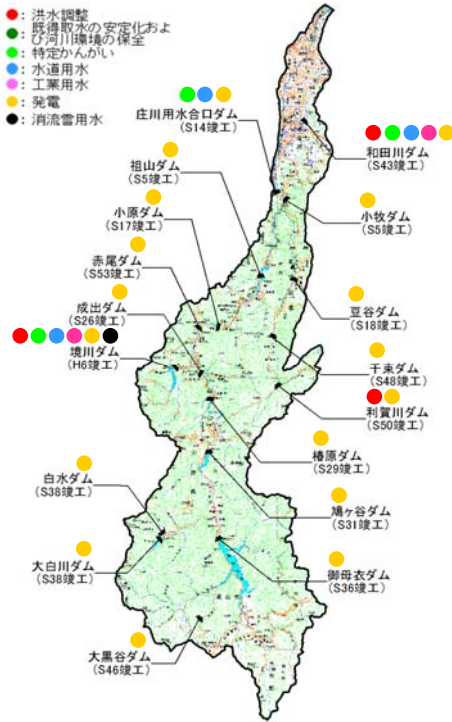 ：洪水調整
：既得取水の安定化およ
び河川環境の保全
：特定かんがい
：水道用水
：工業用水
：発電
：消流雪用水
庄川用水合口ダム
(S14竣工)
和田川ダム
(S43竣工)
祖山ダム
(S5竣工)
小牧ダム
(S5竣工)
小原ダム
(S17竣工)
赤尾ダム
(S53竣工)
豆谷ダム
(S18竣工)
成出ダム
(S26竣工)
境川ダム
(H6竣工)
千束ダム
(S48竣工)
利賀川ダム
(S50竣工)
椿原ダム
(S29竣工)
白水ダム
(S38竣工)
鳩ヶ谷ダム
(S31竣工)
大白川ダム
(S38竣工)
御母衣ダム
(S36竣工)
大黒谷ダム
(S46竣工)